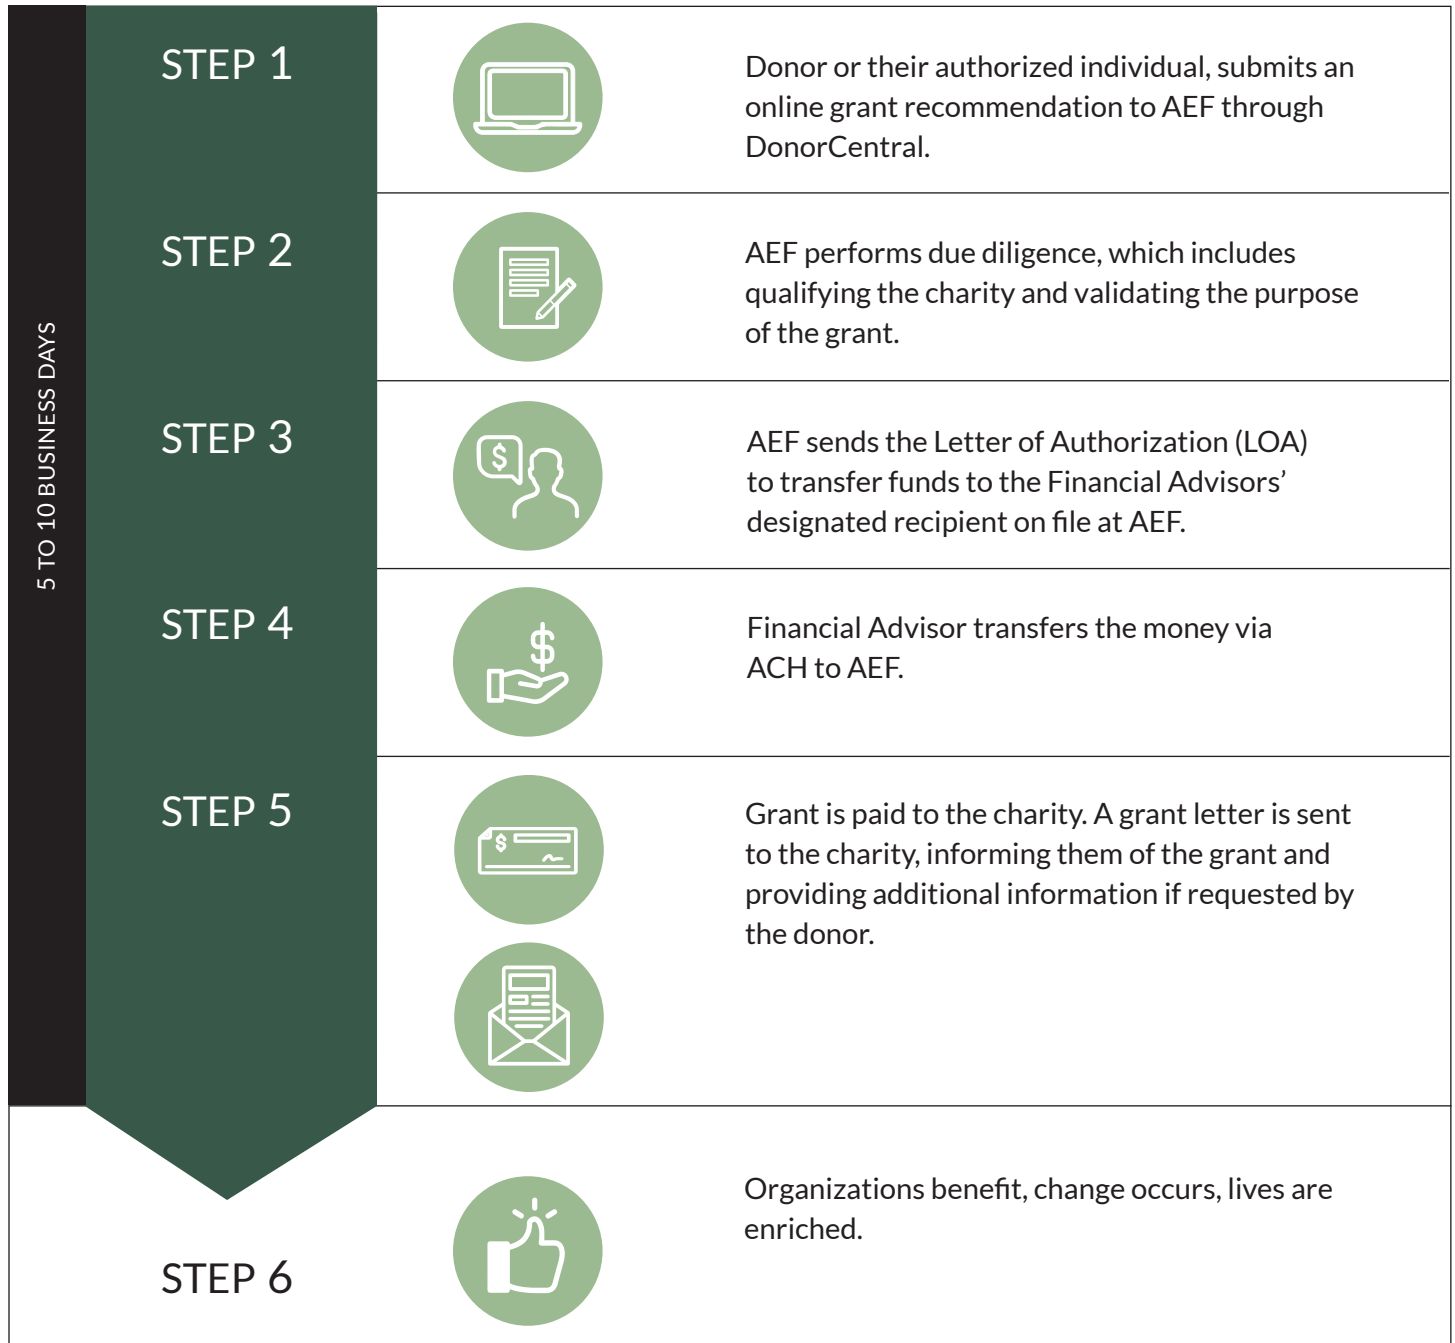 5 TO 10 BUSINESS DAYS
STEP 1
Donor or their authorized individual, submits an
online grant recommendation to AEF through
DonorCentral.
STEP 2
AEF performs due diligence, which includes
qualifying the charity and validating the purpose
of the grant.
STEP 3
$
AEF sends the Letter of Authorization (LOA)
to transfer funds to the Financial Advisors’
designated recipient on file at AEF.
STEP 4
$
Financial Advisor transfers the money via
ACH to AEF.
STEP 5
$
Grant is paid to the charity. A grant letter is sent
to the charity, informing them of the grant and
providing additional information if requested by
the donor.
STEP 6
Organizations benefit, change occurs, lives are
enriched.